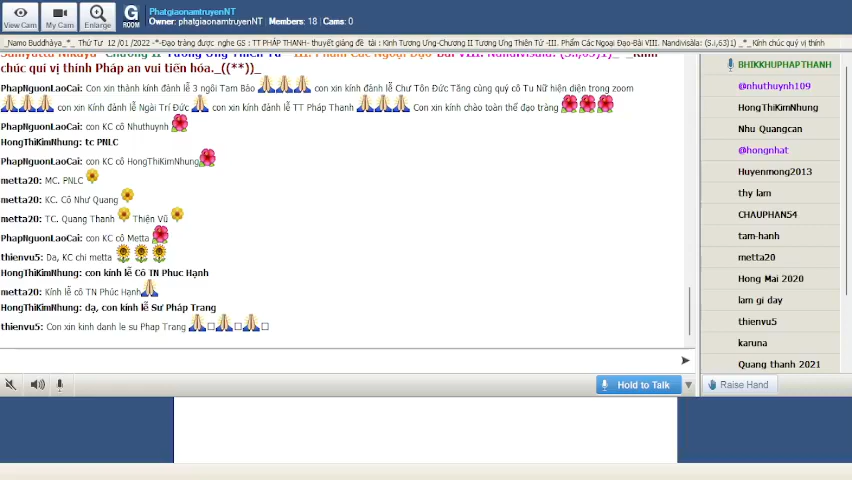 Phatgiaonamtruyen
Owner: phatgiaonamtruyenNT Members: 18 Cams: 0
View Cam
My Cam
Enlarge
G ROOM
_Namo Buddhàya_*_ Thứ Tư 12 /01 /2022 -*-Đạo tràng được nghe GS : TT PHÁP THANH- thuyết giảng đề tài : Kinh Tương Ưng-Chương II Tương Ưng Thiên Tử -III. Phẩm Các Ngoại Đạo-Bài VIII. Nandivisàla: (S.i,63)1) _*_ Kính chúc quý vị thính
chúc qui vị thính Pháp an vui tiến hóa._((**))_
PhapNguonLaoCai: Con xin thành kính đảnh lễ 3 ngôi Tam Bảo con xin kính đảnh lễ Chư Tôn Đức Tăng cùng quý cô Tu Nữ hiện diện trong zoom
con xin Kính đảnh lễ Ngài Trí Đức con xin kính đảnh lễ TT Pháp Thanh Con xin kính chào toàn thể đạo tràng
PhapNguonLaoCai: con KC cô Nhuthuynh
HongThiKimNhung: tc PNLC
PhapNguonLaoCai: con KC cô HongThiKimNhung
metta20: MC. PNLC
metta20: KC. Cô Như Quang
metta20: TC. Quang Thanh Thiện Vũ
PhapNguonLaoCai: con KC cô Metta
thienvu5: Da, KC chi metta
HongThiKimNhung: con kính lễ Cô TN Phuc Hạnh
metta20: Kính lễ cô TN Phúc Hạnh
HongThiKimNhung: dạ, con kính lễ Sư Pháp Trang
thienvu5: Con xin kinh danh le su Phap Trang
Hold to Talk
BHIKKHUPHAPTHANH
@nhuthuynh109
HongThiKimNhung
Nhu Quangcan
@hongnhat
Huyenmong2013
thy lam
CHAUPHAN54
tam-hanh
metta20
Hong Mai 2020
lam gi day
thienvu5
karuna
Quang thanh 2021
Raise Hand